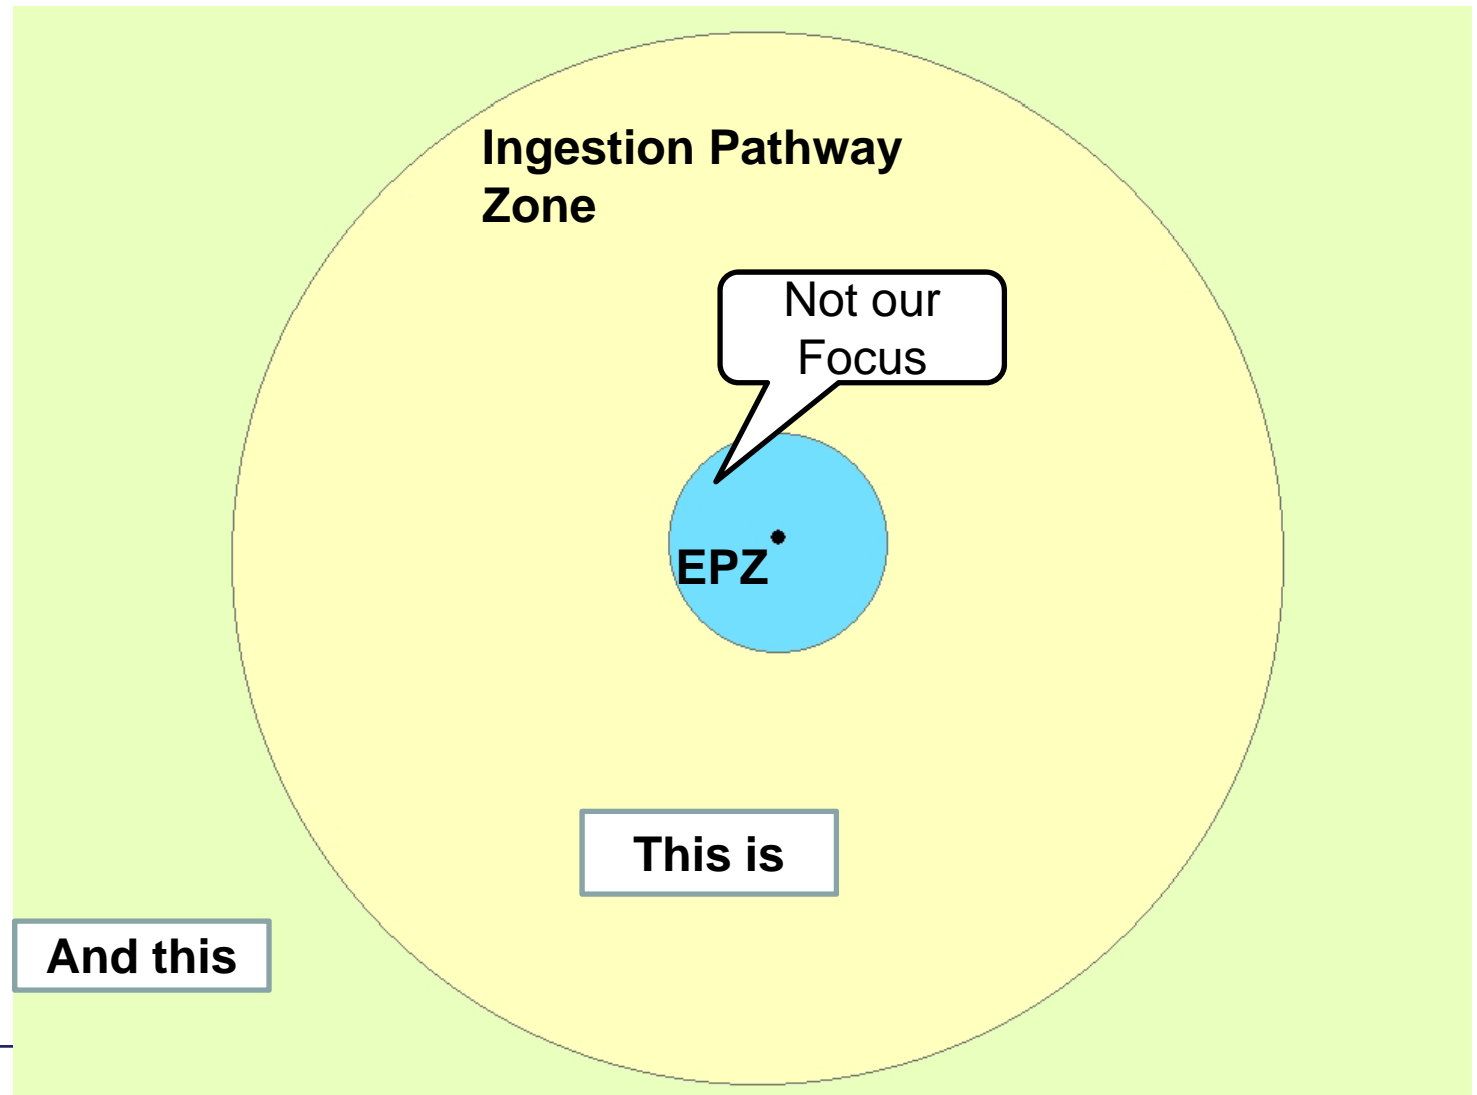 Ingestion Pathway
Zone
Not our
Focus
EPZ
This is
And this